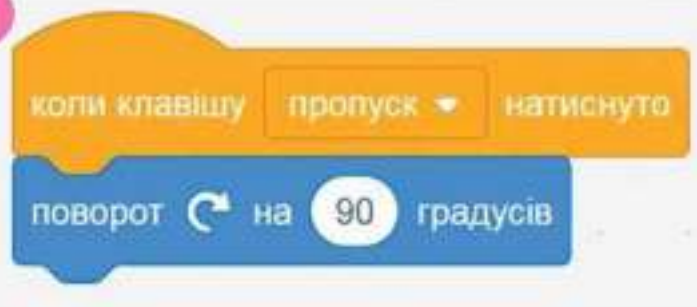 коли клавішу пропуск натиснуто
поворот на 90 градусів